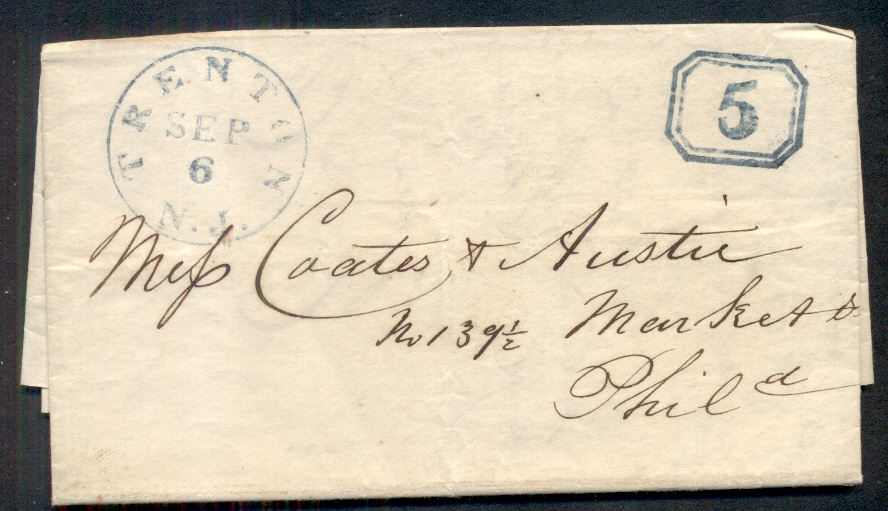 TRENTON
SEP
6
N.J.
5
Mess Coates & Austie
No 139½ Market St
Philᵈ